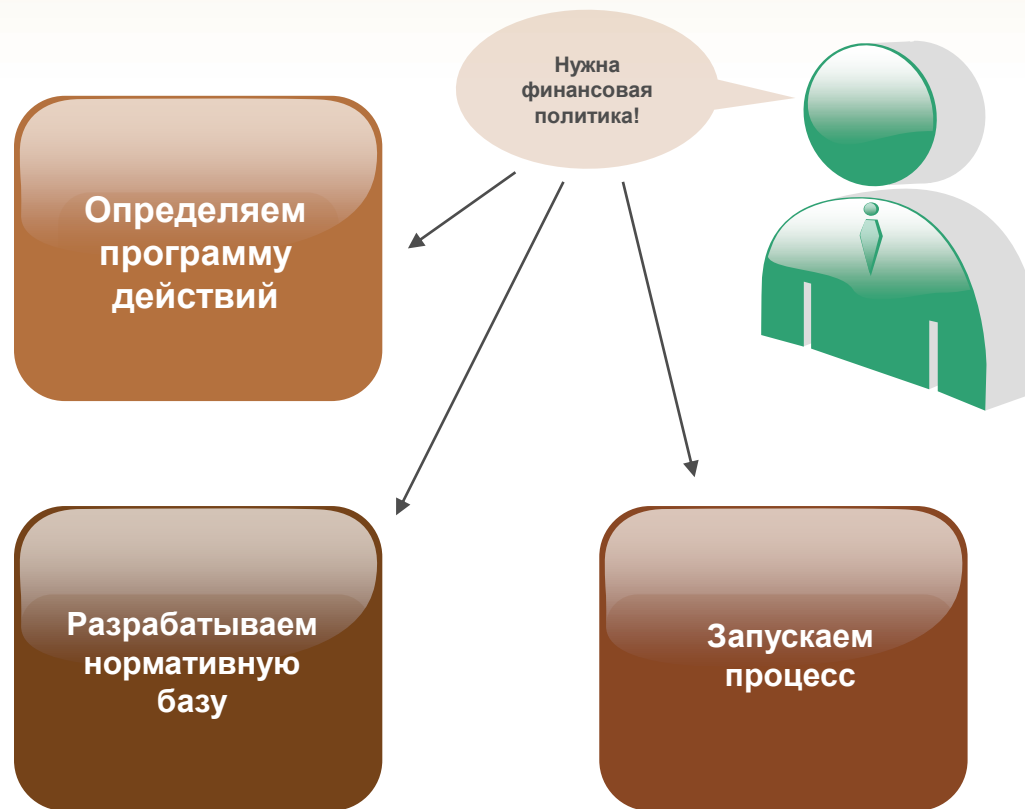 Нужна
финансовая
политика!
Определяем
программу
действий
Разрабатываем
нормативную
базу
Запускаем
процесс